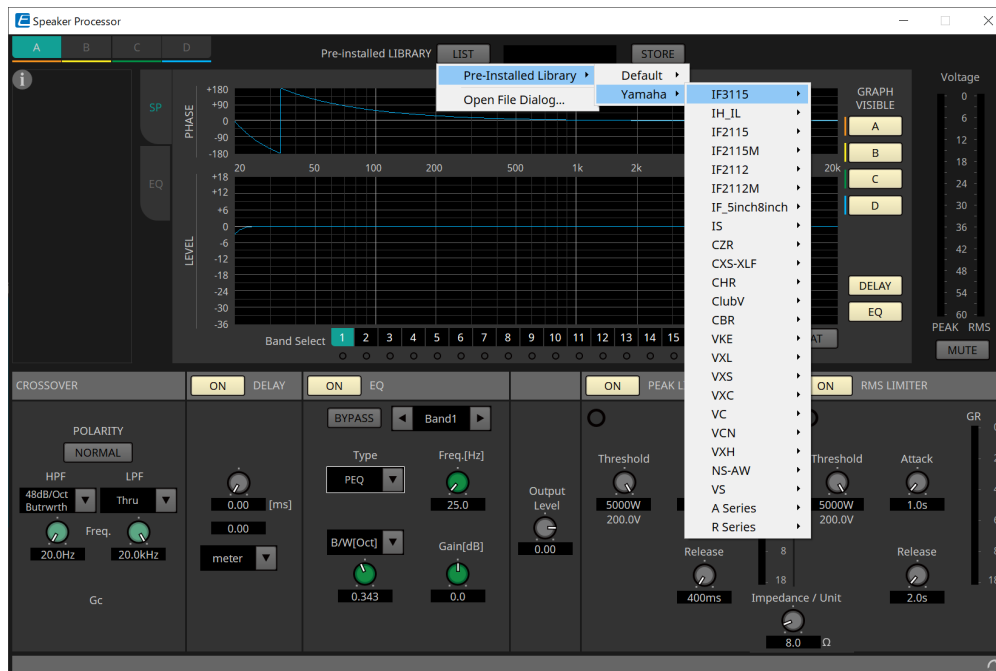 Speaker Processor
A B C D
Pre-installed LIBRARY LIST STORE
Pre-Installed Library Default
Open File Dialog... Yamaha
IF3115
IH_IL
IF2115
IF2115M
IF2112
IF2112M
IF_5inch8inch
IS
CZR
CXS-XLF
CHR
ClubV
CBR
VKE
VXL
VXS
VXC
VC
VCN
VXH
NS-AW
VS
A Series
R Series
SP
EQ
PHASE
+180
+90
0
-90
-180
20 50 100 200 500 1k 2k 20k
LEVEL
+18
+12
+6
0
-6
-12
-18
-24
-30
-36
Band Select 1 2 3 4 5 6 7 8 9 10 11 12 13 14 15
GRAPH
VISIBLE
A
B
C
D
DELAY
EQ
Voltage
0
6
12
18
24
30
36
42
48
54
60
PEAK RMS
MUTE
CROSSOVER
POLARITY
NORMAL
HPF LPF
48dB/Oct
Butrwrth
Thru
Freq.
20.0Hz 20.0kHz
Gc
ON DELAY
0.00 [ms]
0.00
meter
ON EQ
BYPASS Band1
Type Freq.[Hz]
PEQ
25.0
B/W[Oct] Gain[dB]
0.343 0.0
Output
Level
0.00
ON PEAK L
Threshold
5000W
200.0V
Release
400ms
8
18
Impedance / Unit
8.0 Ω
ON RMS LIMITER
GR
Threshold Attack
5000W 1.0s
200.0V
Release
2.0s